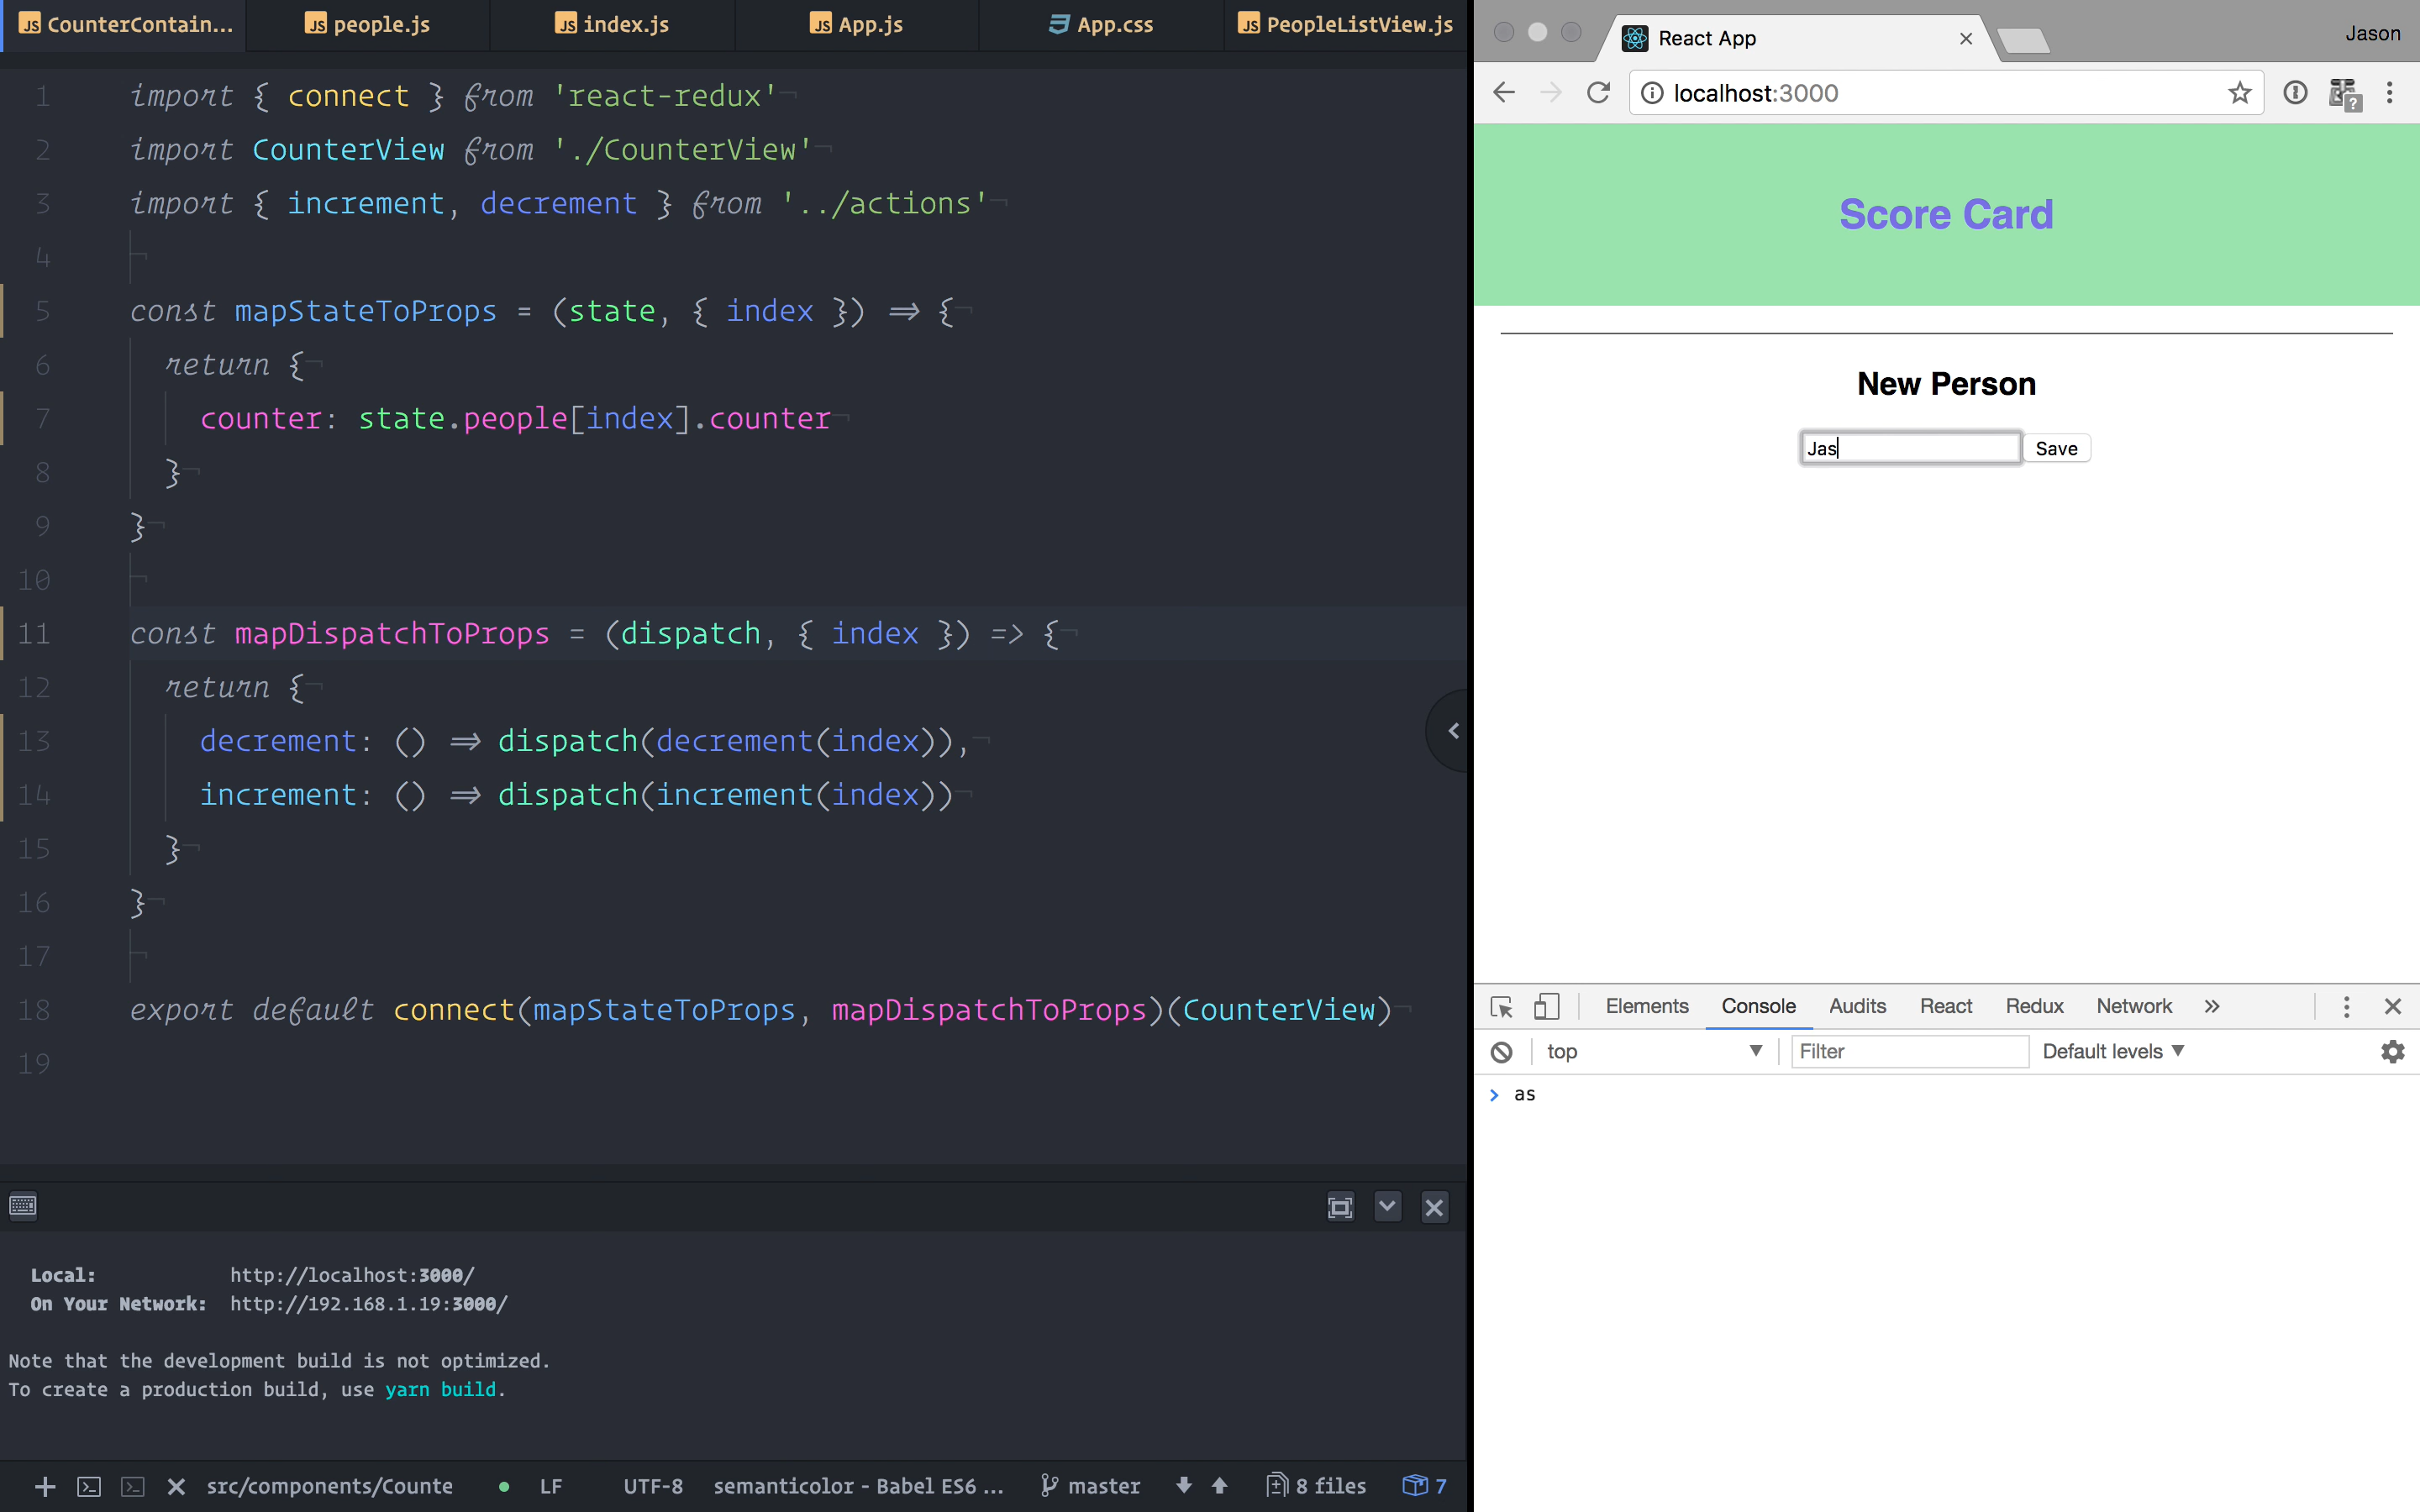 CounterContain...
people.js
index.js
App.js
App.css
PeopleListView.js
1 import { connect } from 'react-redux'
2 import CounterView from './CounterView'
3 import { increment, decrement } from '../actions'
4
5 const mapStateToProps = (state, { index }) => {
6 return {
7 counter: state.people[index].counter
8 }
9 }
10
11 const mapDispatchToProps = (dispatch, { index }) => {
12 return {
13 decrement: () => dispatch(decrement(index)),
14 increment: () => dispatch(increment(index))
15 }
16 }
17
18 export default connect(mapStateToProps, mapDispatchToProps)(CounterView)
19
Local: http://localhost:3000/
On Your Network: http://192.168.1.19:3000/
Note that the development build is not optimized.
To create a production build, use yarn build.
src/components/Counte LF UTF-8 semanticolor - Babel ES6 ... master 8 files 7
React App
Jason
localhost:3000
Score Card
New Person
Jas Save
Elements Console Audits React Redux Network
top Filter Default levels
as